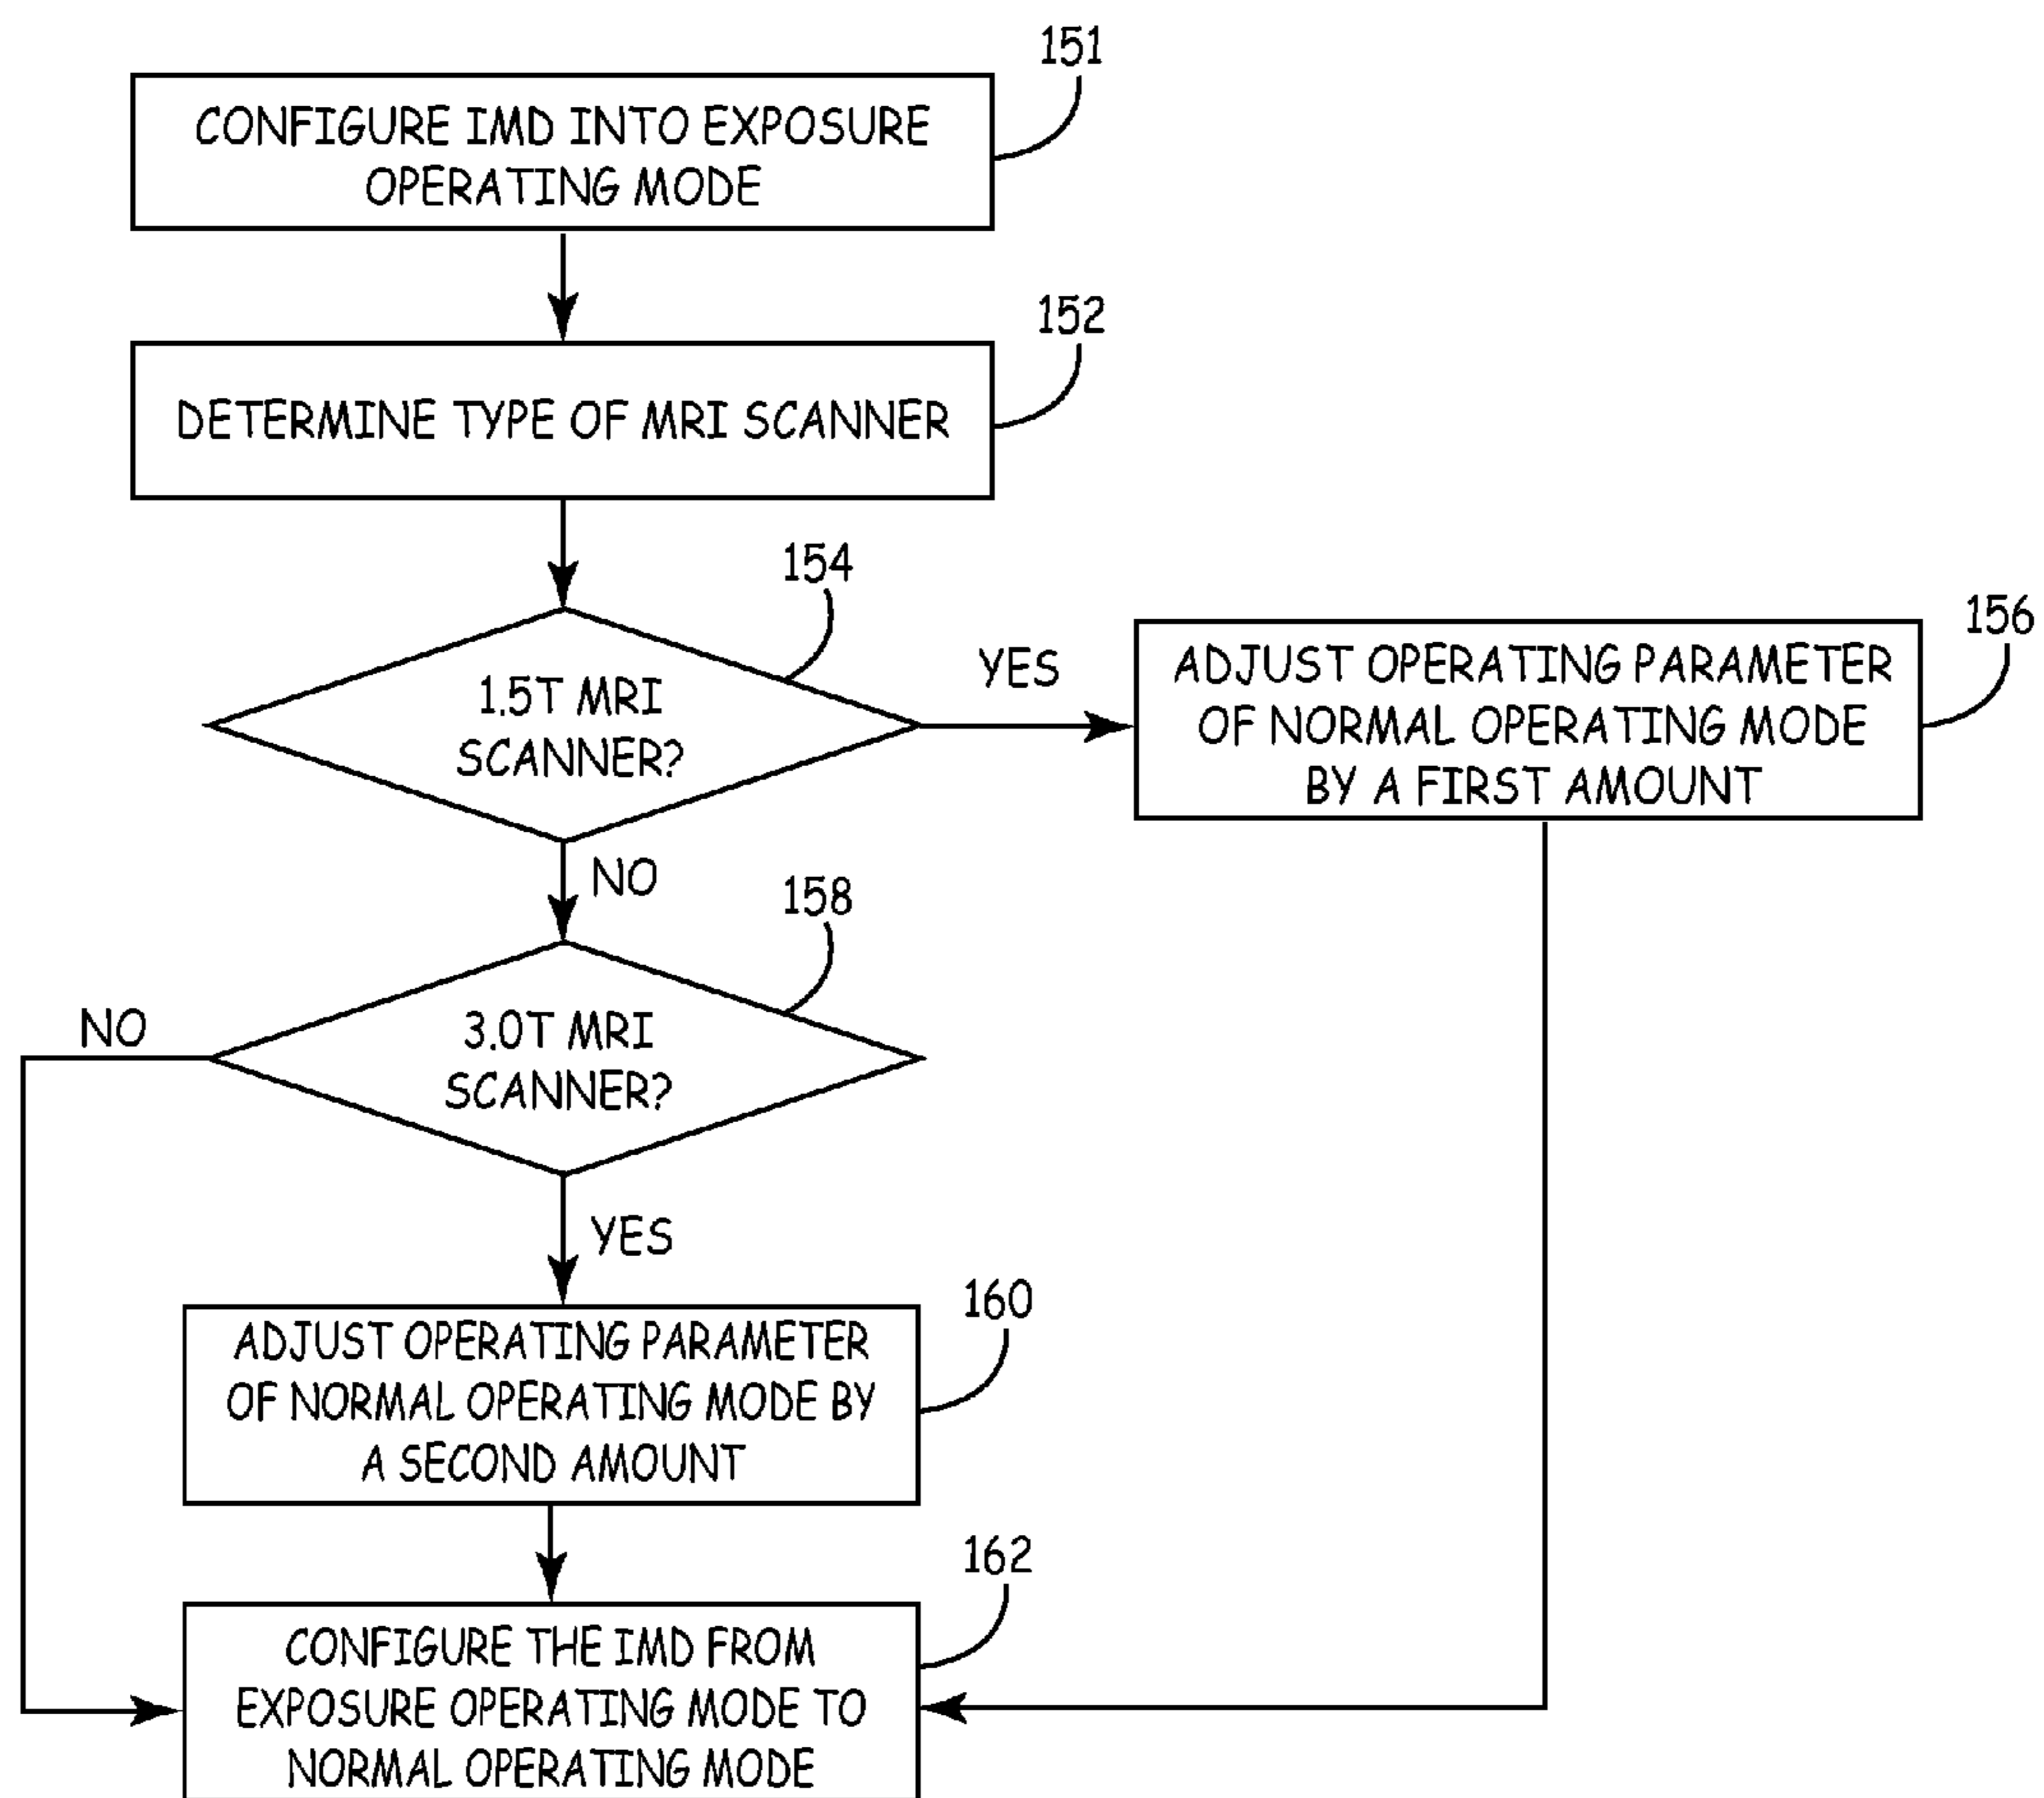 151
CONFIGURE IMD INTO EXPOSURE
OPERATING MODE
152
DETERMINE TYPE OF MRI SCANNER
154
1.5T MRI
SCANNER?
YES
156
ADJUST OPERATING PARAMETER
OF NORMAL OPERATING MODE
BY A FIRST AMOUNT
NO
158
3.0T MRI
SCANNER?
NO
YES
160
ADJUST OPERATING PARAMETER
OF NORMAL OPERATING MODE BY
A SECOND AMOUNT
162
CONFIGURE THE IMD FROM
EXPOSURE OPERATING MODE TO
NORMAL OPERATING MODE